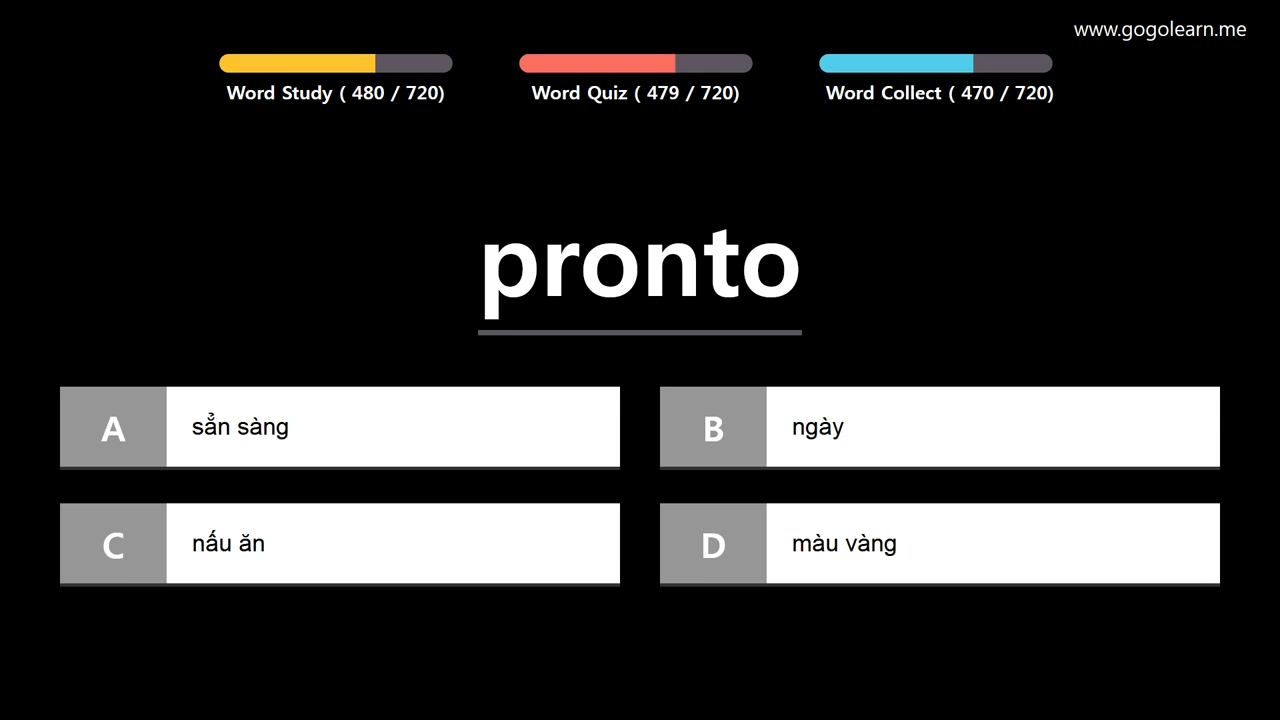 www.gogolearn.me
Word Study ( 480 / 720)
Word Quiz ( 479 / 720)
Word Collect ( 470 / 720)
pronto
A
sẳn sàng
B
ngày
C
nấu ăn
D
màu vàng